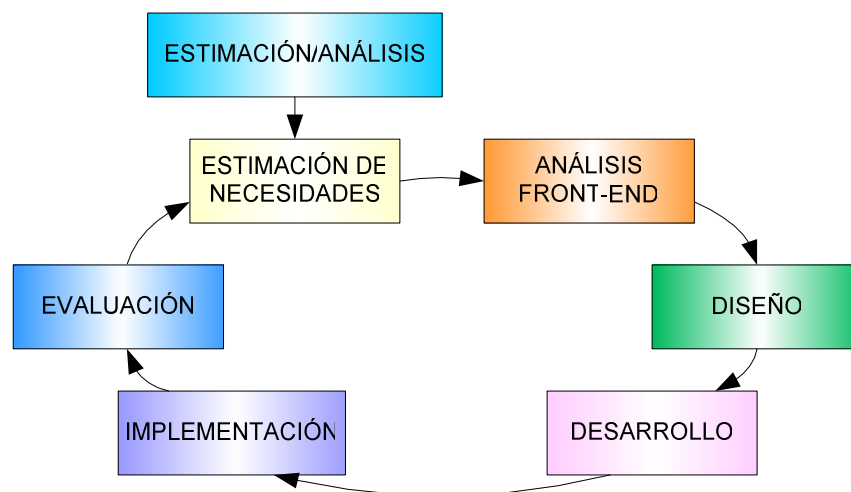 ESTIMACIÓN/ANÁLISIS
ESTIMACIÓN DE
NECESIDADES
ANÁLISIS
FRONT-END
EVALUACIÓN
DISEÑO
IMPLEMENTACIÓN
DESARROLLO